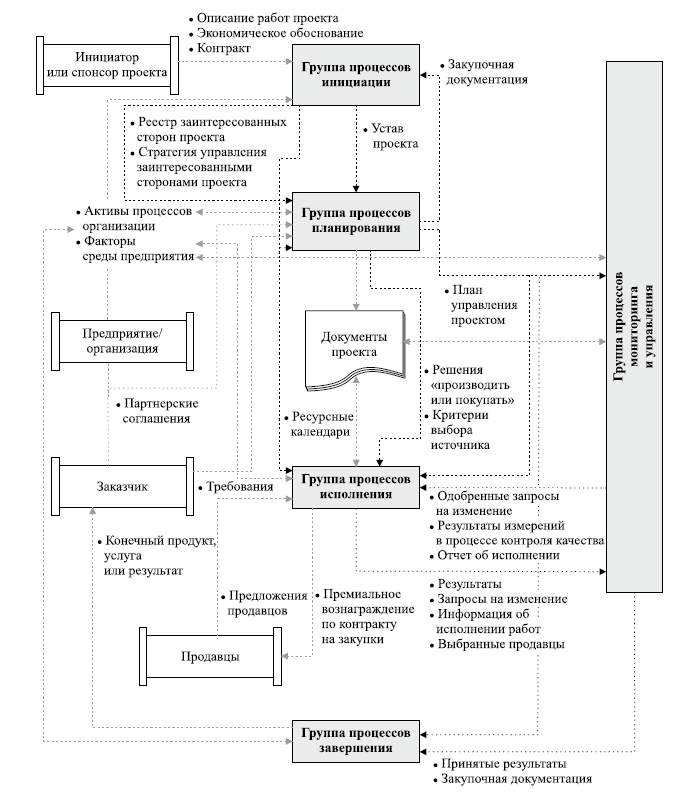 • Описание работ проекта
• Экономическое обоснование
• Контракт
Инициатор
или спонсор проекта
Группа процессов
инициации
• Закупочная
документация
• Реестр заинтересованных
сторон проекта
• Стратегия управления
заинтересованными
сторонами проекта
• Устав
проекта
• Активы процессов
организации
• Факторы
среды предприятия
Группа процессов
планирования
Группа процессов
мониторинга
и управления
• План
управления
проектом
Предприятие/
организация
Документы
проекта
• Решения
«производить
или покупать»
• Критерии
выбора
источника
• Партнерские
соглашения
• Ресурсные
календари
Заказчик
• Требования
Группа процессов
исполнения
• Одобренные запросы
на изменение
• Результаты измерений
в процессе контроля качества
• Отчет об исполнении
• Конечный продукт,
услуга
или результат
• Предложения
продавцов
• Премиальное
вознаграждение
по контракту
на закупки
• Результаты
• Запросы на изменение
• Информация об
исполнении работ
• Выбранные продавцы
Продавцы
Группа процессов
завершения
• Принятые результаты
• Закупочная документация